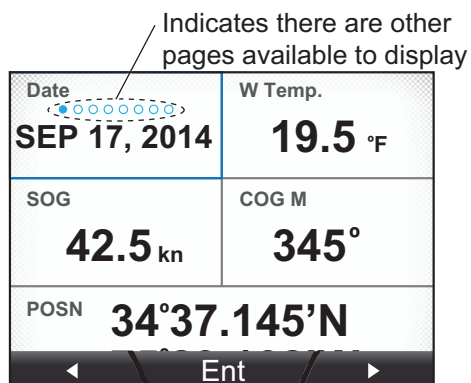 Indicates there are other
pages available to display
Date
W Temp.
SEP 17, 2014
19.5 °F
SOG
COG M
42.5 kn
345°
POSN 34°37.145’N
Ent